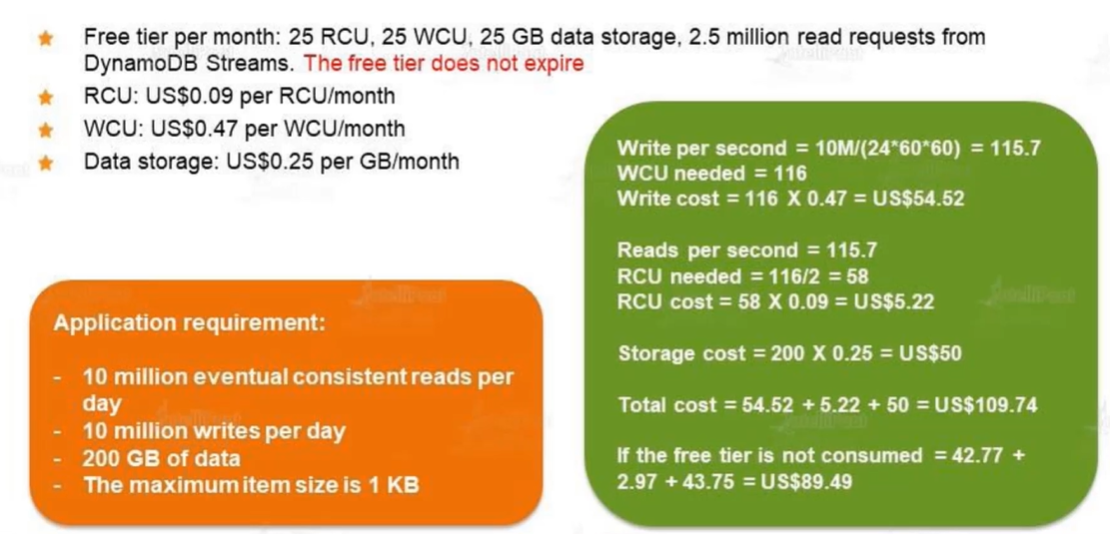 Free tier per month: 25 RCU, 25 WCU, 25 GB data storage, 2.5 million read requests from
DynamoDB Streams. The free tier does not expire
RCU: US$0.09 per RCU/month
WCU: US$0.47 per WCU/month
Data storage: US$0.25 per GB/month
Application requirement:
- 10 million eventual consistent reads per
day
- 10 million writes per day
- 200 GB of data
- The maximum item size is 1 KB
Write per second = 10M/(24*60*60) = 115.7
WCU needed = 116
Write cost = 116 X 0.47 = US$54.52
Reads per second = 115.7
RCU needed = 116/2 = 58
RCU cost = 58 X 0.09 = US$5.22
Storage cost = 200 X 0.25 = US$50
Total cost = 54.52 + 5.22 + 50 = US$109.74
If the free tier is not consumed = 42.77 +
2.97 + 43.75 = US$89.49